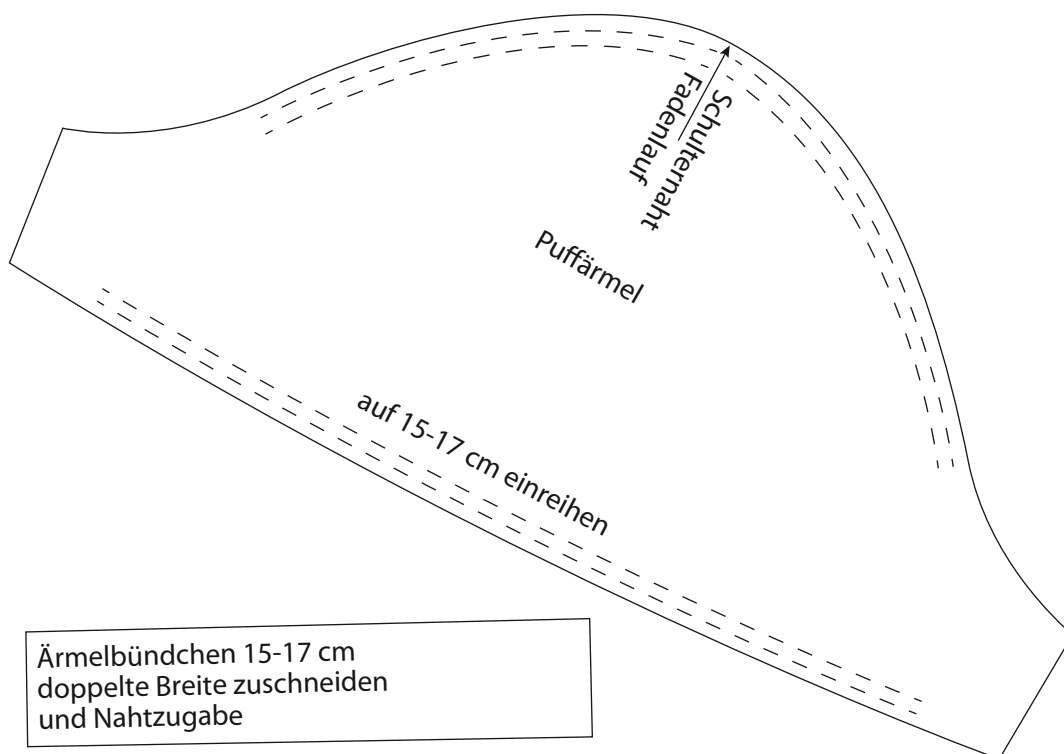 Schulternaht
Fadenlauf
Puffärmel
auf 15-17 cm einreihen
Ärmelbündchen 15-17 cm
doppelte Breite zuschneiden
und Nahtzugabe